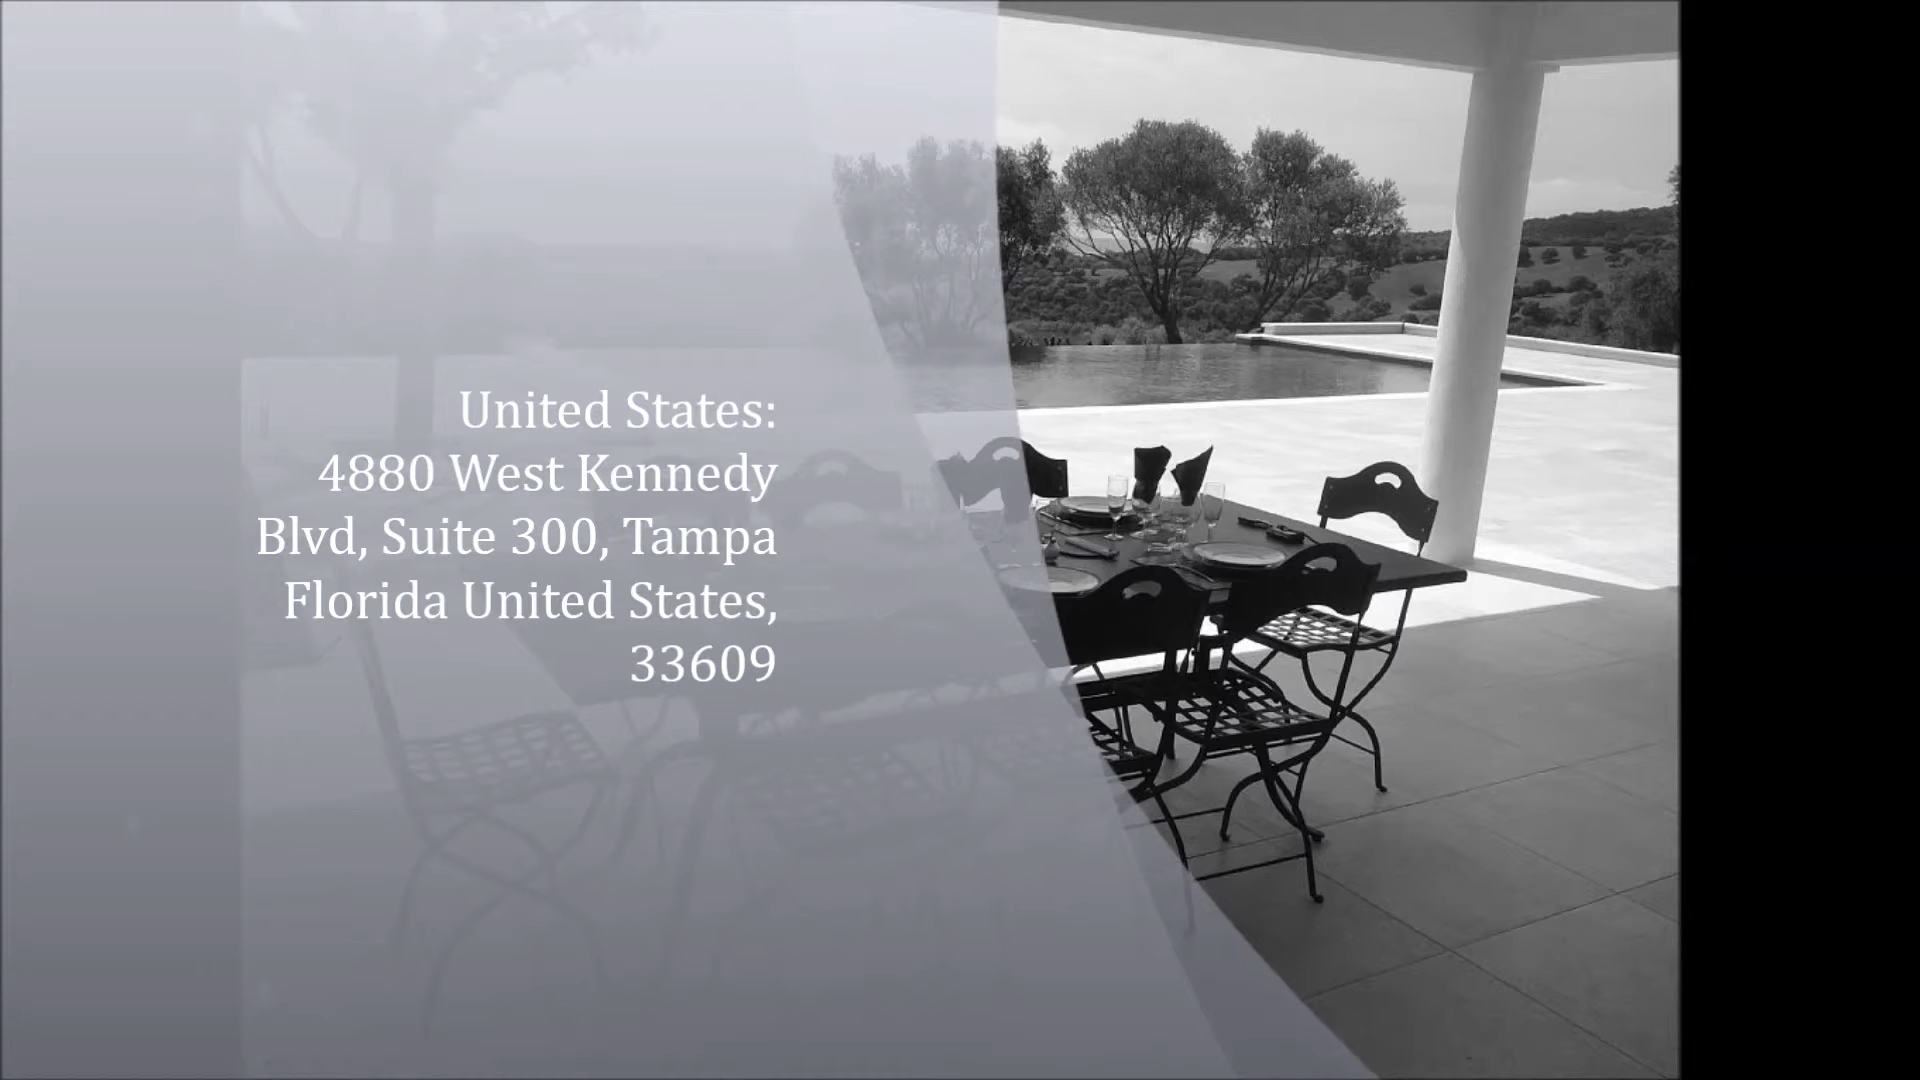 United States:
4880 West Kennedy
Blvd, Suite 300, Tampa
Florida United States,
33609